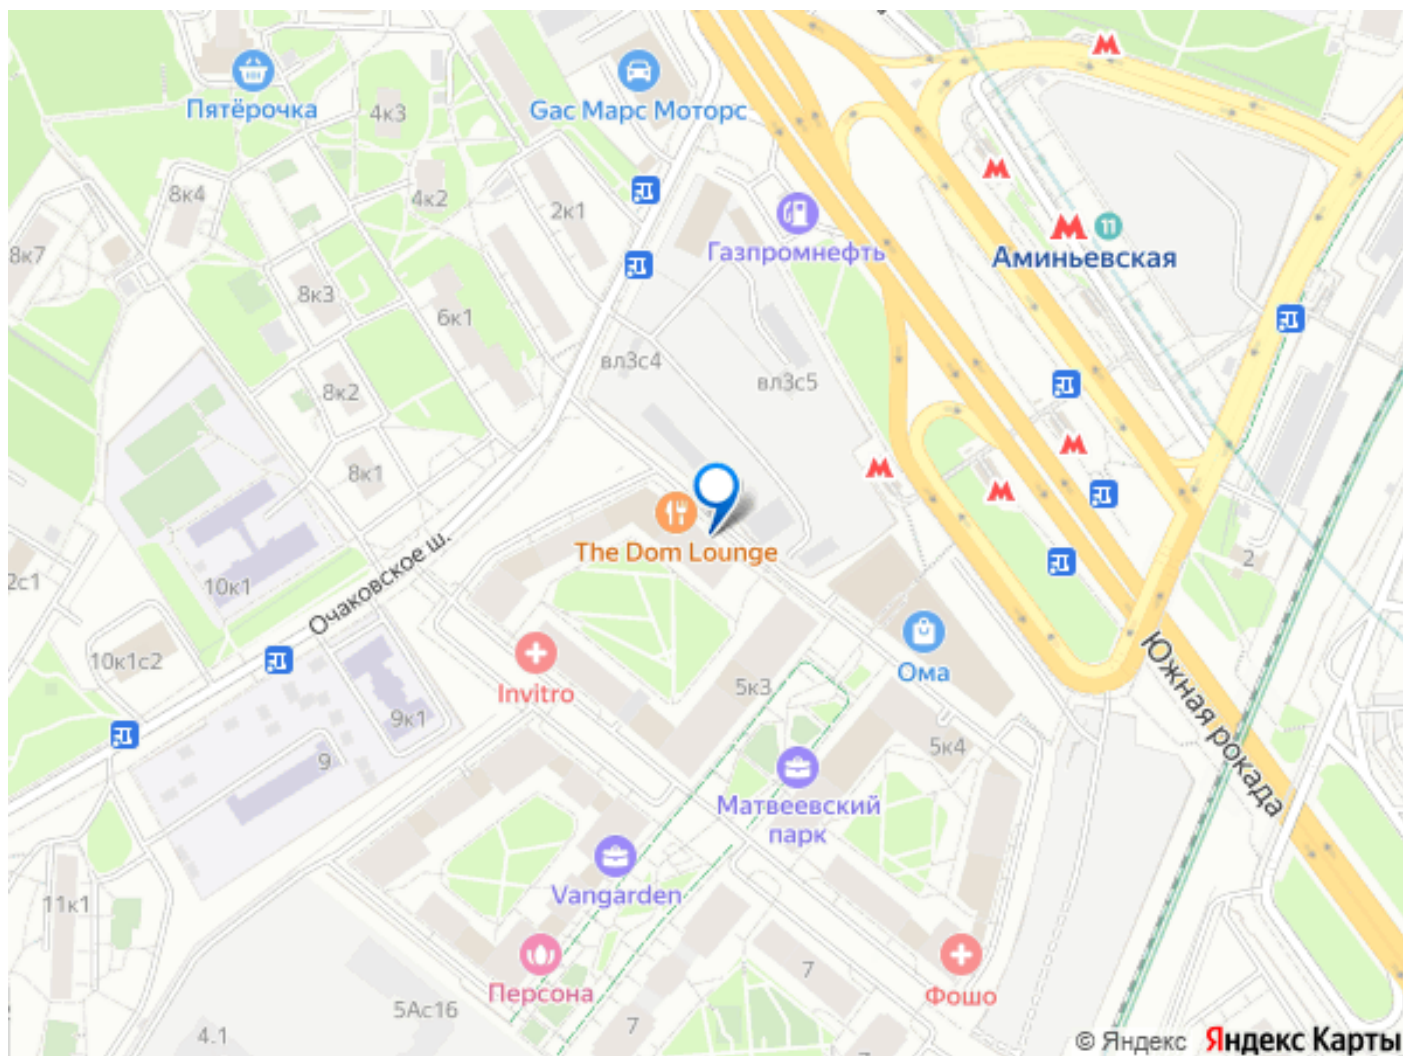 Пятёрочка
4к3
Gac Марс Моторс
8к4
4к2
2к1
Газпромнефть
11
Аминьевская
8к7
8к3
6к1
вл3с4
вл3с5
8к2
8к1
The Dom Lounge
2
2с1
10к1
Очаковское ш.
10к1с2
Invitro
5к3
Ома
Южная рокада
9к1
9
5к4
Матвеевский
парк
Vangarden
11к1
Персона
7
Фошо
5Ас16
4.1
7
© Яндекс Яндекс Карты